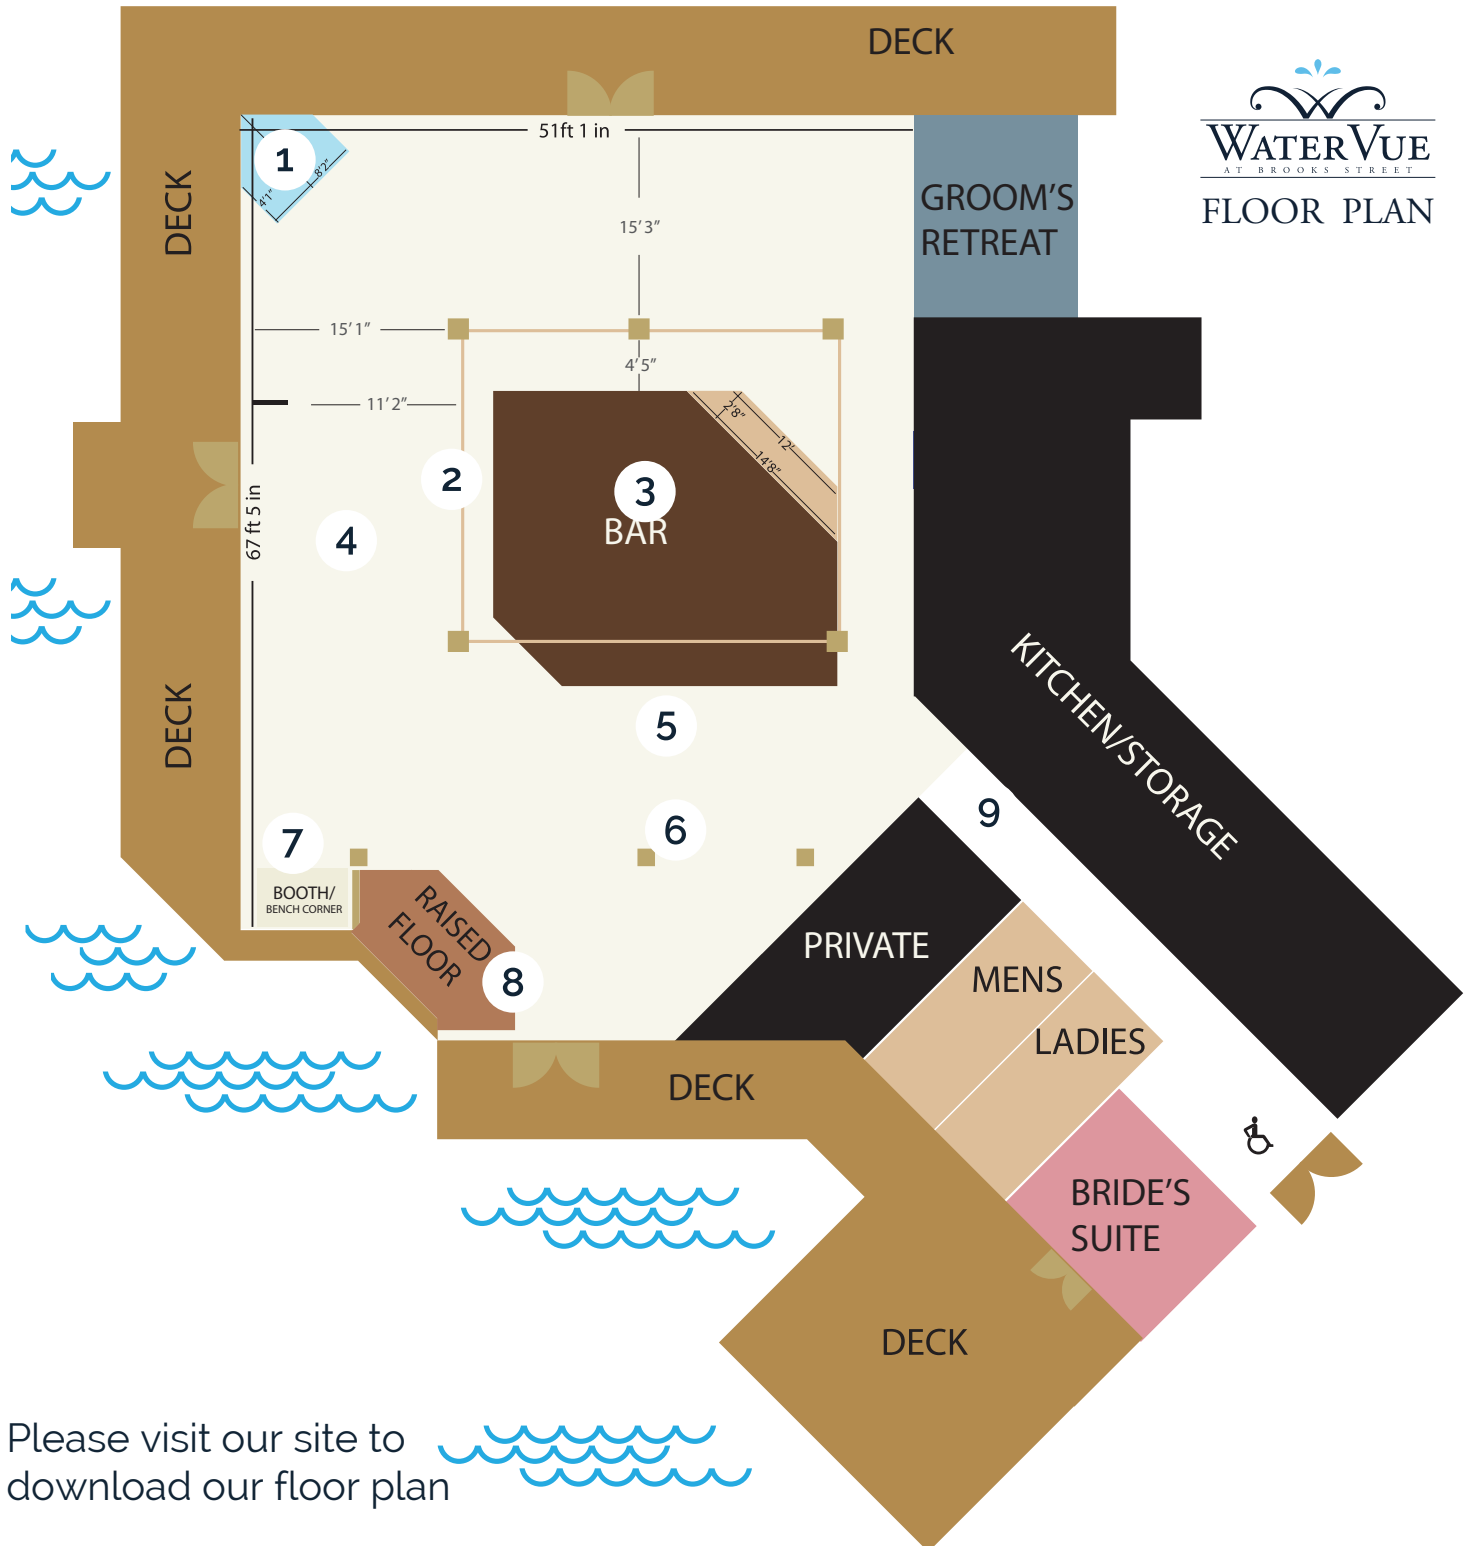 DECK
WATERVUE
AT BROOKS STREET
FLOOR PLAN
51ft 1 in
1
4'1"
8'2"
DECK
15'3"
GROOM'S
RETREAT
15'1"
4'5"
11'2"
2'8"
12'
14'8"
2
3
BAR
67 ft 5 in
4
DECK
5
KITCHEN/STORAGE
6
7
9
BOOTH/
BENCH CORNER
RAISED
FLOOR
8
PRIVATE
MENS
LADIES
DECK
BRIDE'S
SUITE
DECK
Please visit our site to
download our floor plan